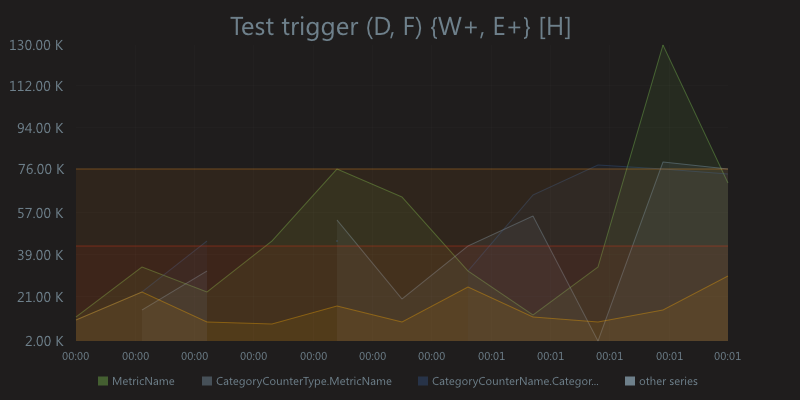 Test trigger (D, F) {W+, E+} [H]
130.00 K
112.00 K
94.00 K
76.00 K
57.00 K
39.00 K
21.00 K
2.00 K
00:00 00:00 00:00 00:00 00:00 00:00 00:00 00:01 00:01 00:01 00:01 00:01
MetricName CategoryCounterType.MetricName CategoryCounterName.Categor... other series